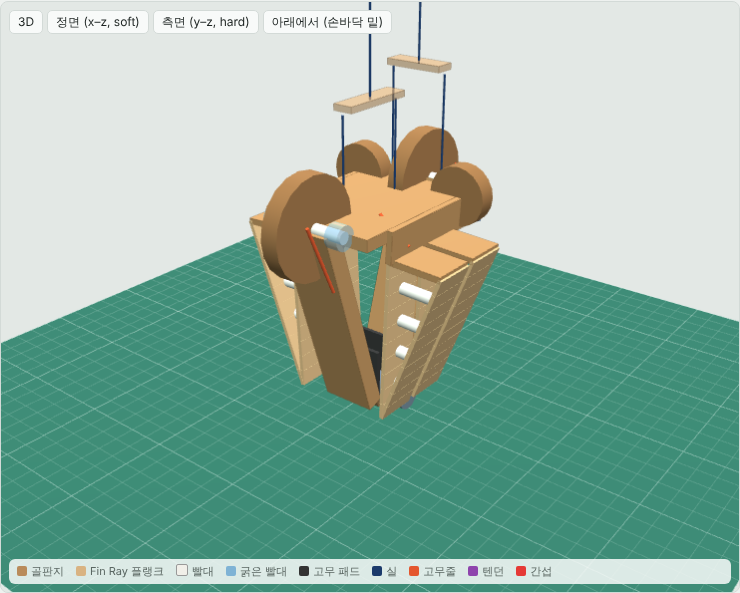 3D 정면 (x–z, soft) 측면 (y–z, hard) 아래에서 (손바닥 밑)
골판지 Fin Ray 플랭크 빨대 굵은 빨대 고무 패드 실 고무줄 텐던 간섭